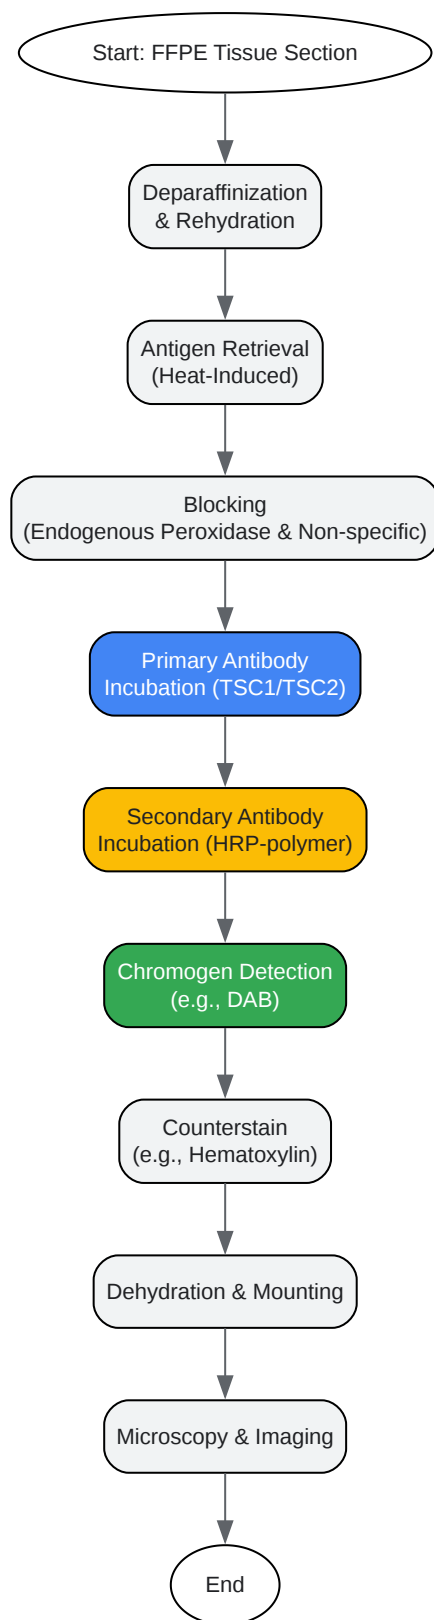 Start: FFPE Tissue Section
Deparaffinization
& Rehydration
Antigen Retrieval
(Heat-Induced)
Blocking
(Endogenous Peroxidase & Non-specific)
Primary Antibody
Incubation (TSC1/TSC2)
Secondary Antibody
Incubation (HRP-polymer)
Chromogen Detection
(e.g., DAB)
Counterstain
(e.g., Hematoxylin)
Dehydration & Mounting
Microscopy & Imaging
End